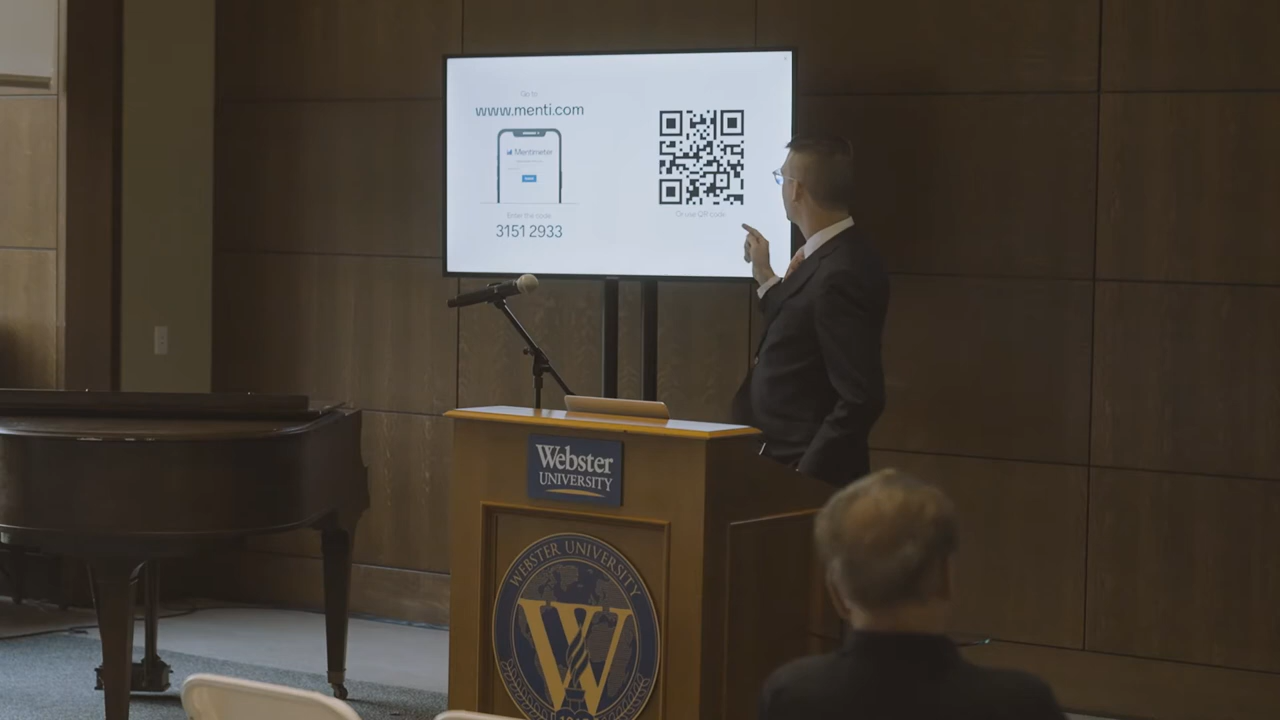 Go to
www.menti.com
Mentimeter
Enter the code
3151 2933
Or use QR code
Webster
UNIVERSITY
WEBSTER UNIVERSITY
W